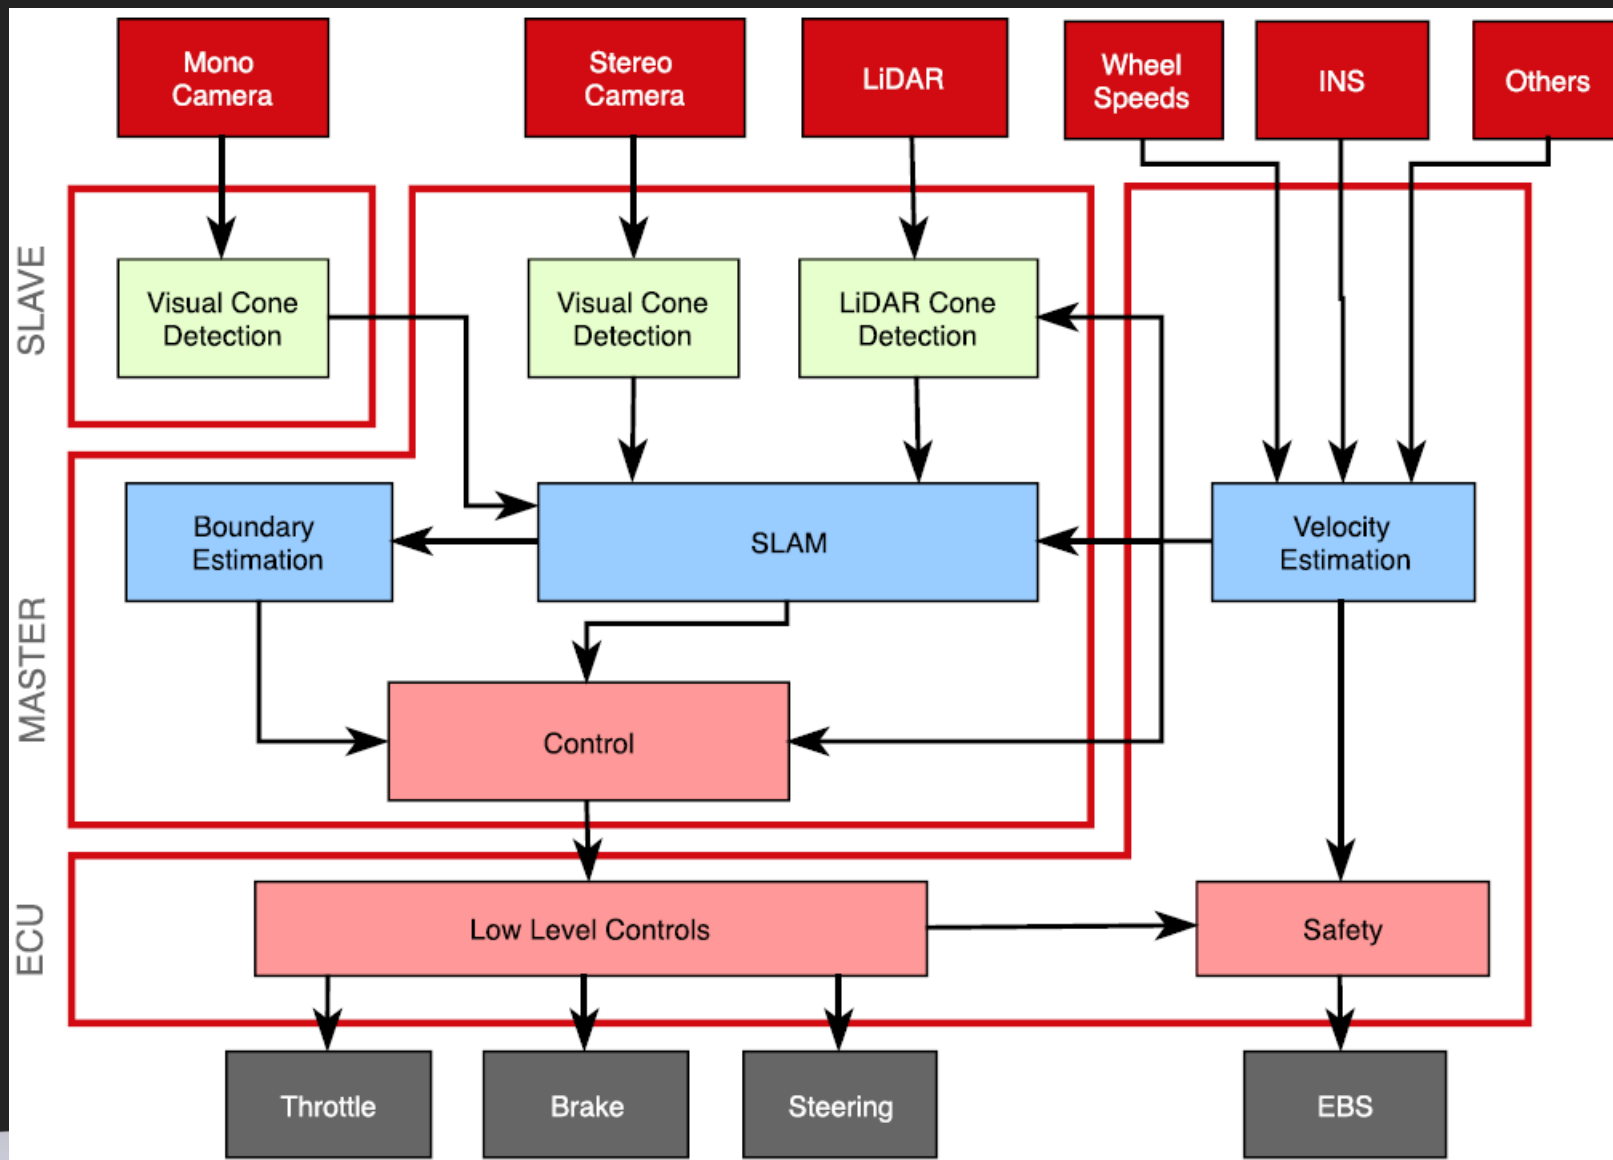 Mono
Camera
Stereo
Camera
LiDAR
Wheel
Speeds
INS
Others
SLAVE
Visual Cone
Detection
Visual Cone
Detection
LiDAR Cone
Detection
MASTER
Boundary
Estimation
SLAM
Velocity
Estimation
Control
ECU
Low Level Controls
Safety
Throttle
Brake
Steering
EBS